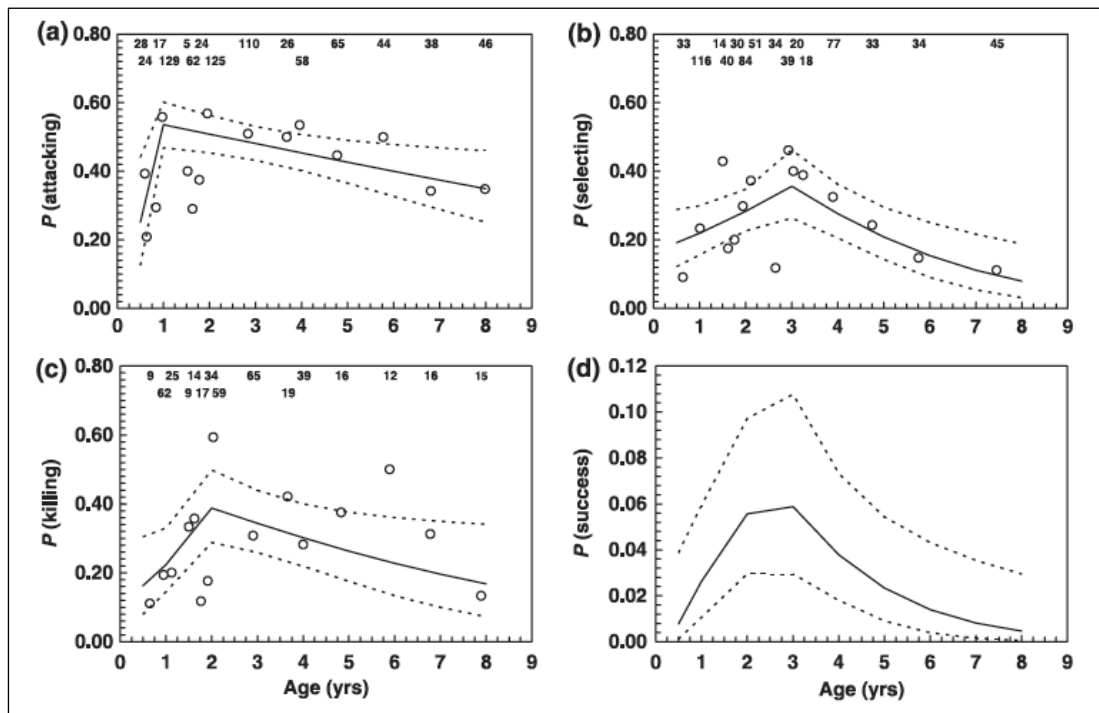 (a)
0.80
28 17 5 24 110 26 65 44 38 46
24 129 62 125 58
0.60
0.40
0.20
0.00
P (attacking)
0 1 2 3 4 5 6 7 8 9
(b)
0.80
33 14 30 51 34 20 77 33 34 45
116 40 84 39 18
0.60
0.40
0.20
0.00
P (selecting)
0 1 2 3 4 5 6 7 8 9
(c)
0.80
9 25 14 34 65 39 16 12 16 15
62 9 17 59 19
0.60
0.40
0.20
0.00
P (killing)
0 1 2 3 4 5 6 7 8 9
Age (yrs)
(d)
0.12
0.10
0.08
0.06
0.04
0.02
0.00
P (success)
0 1 2 3 4 5 6 7 8 9
Age (yrs)